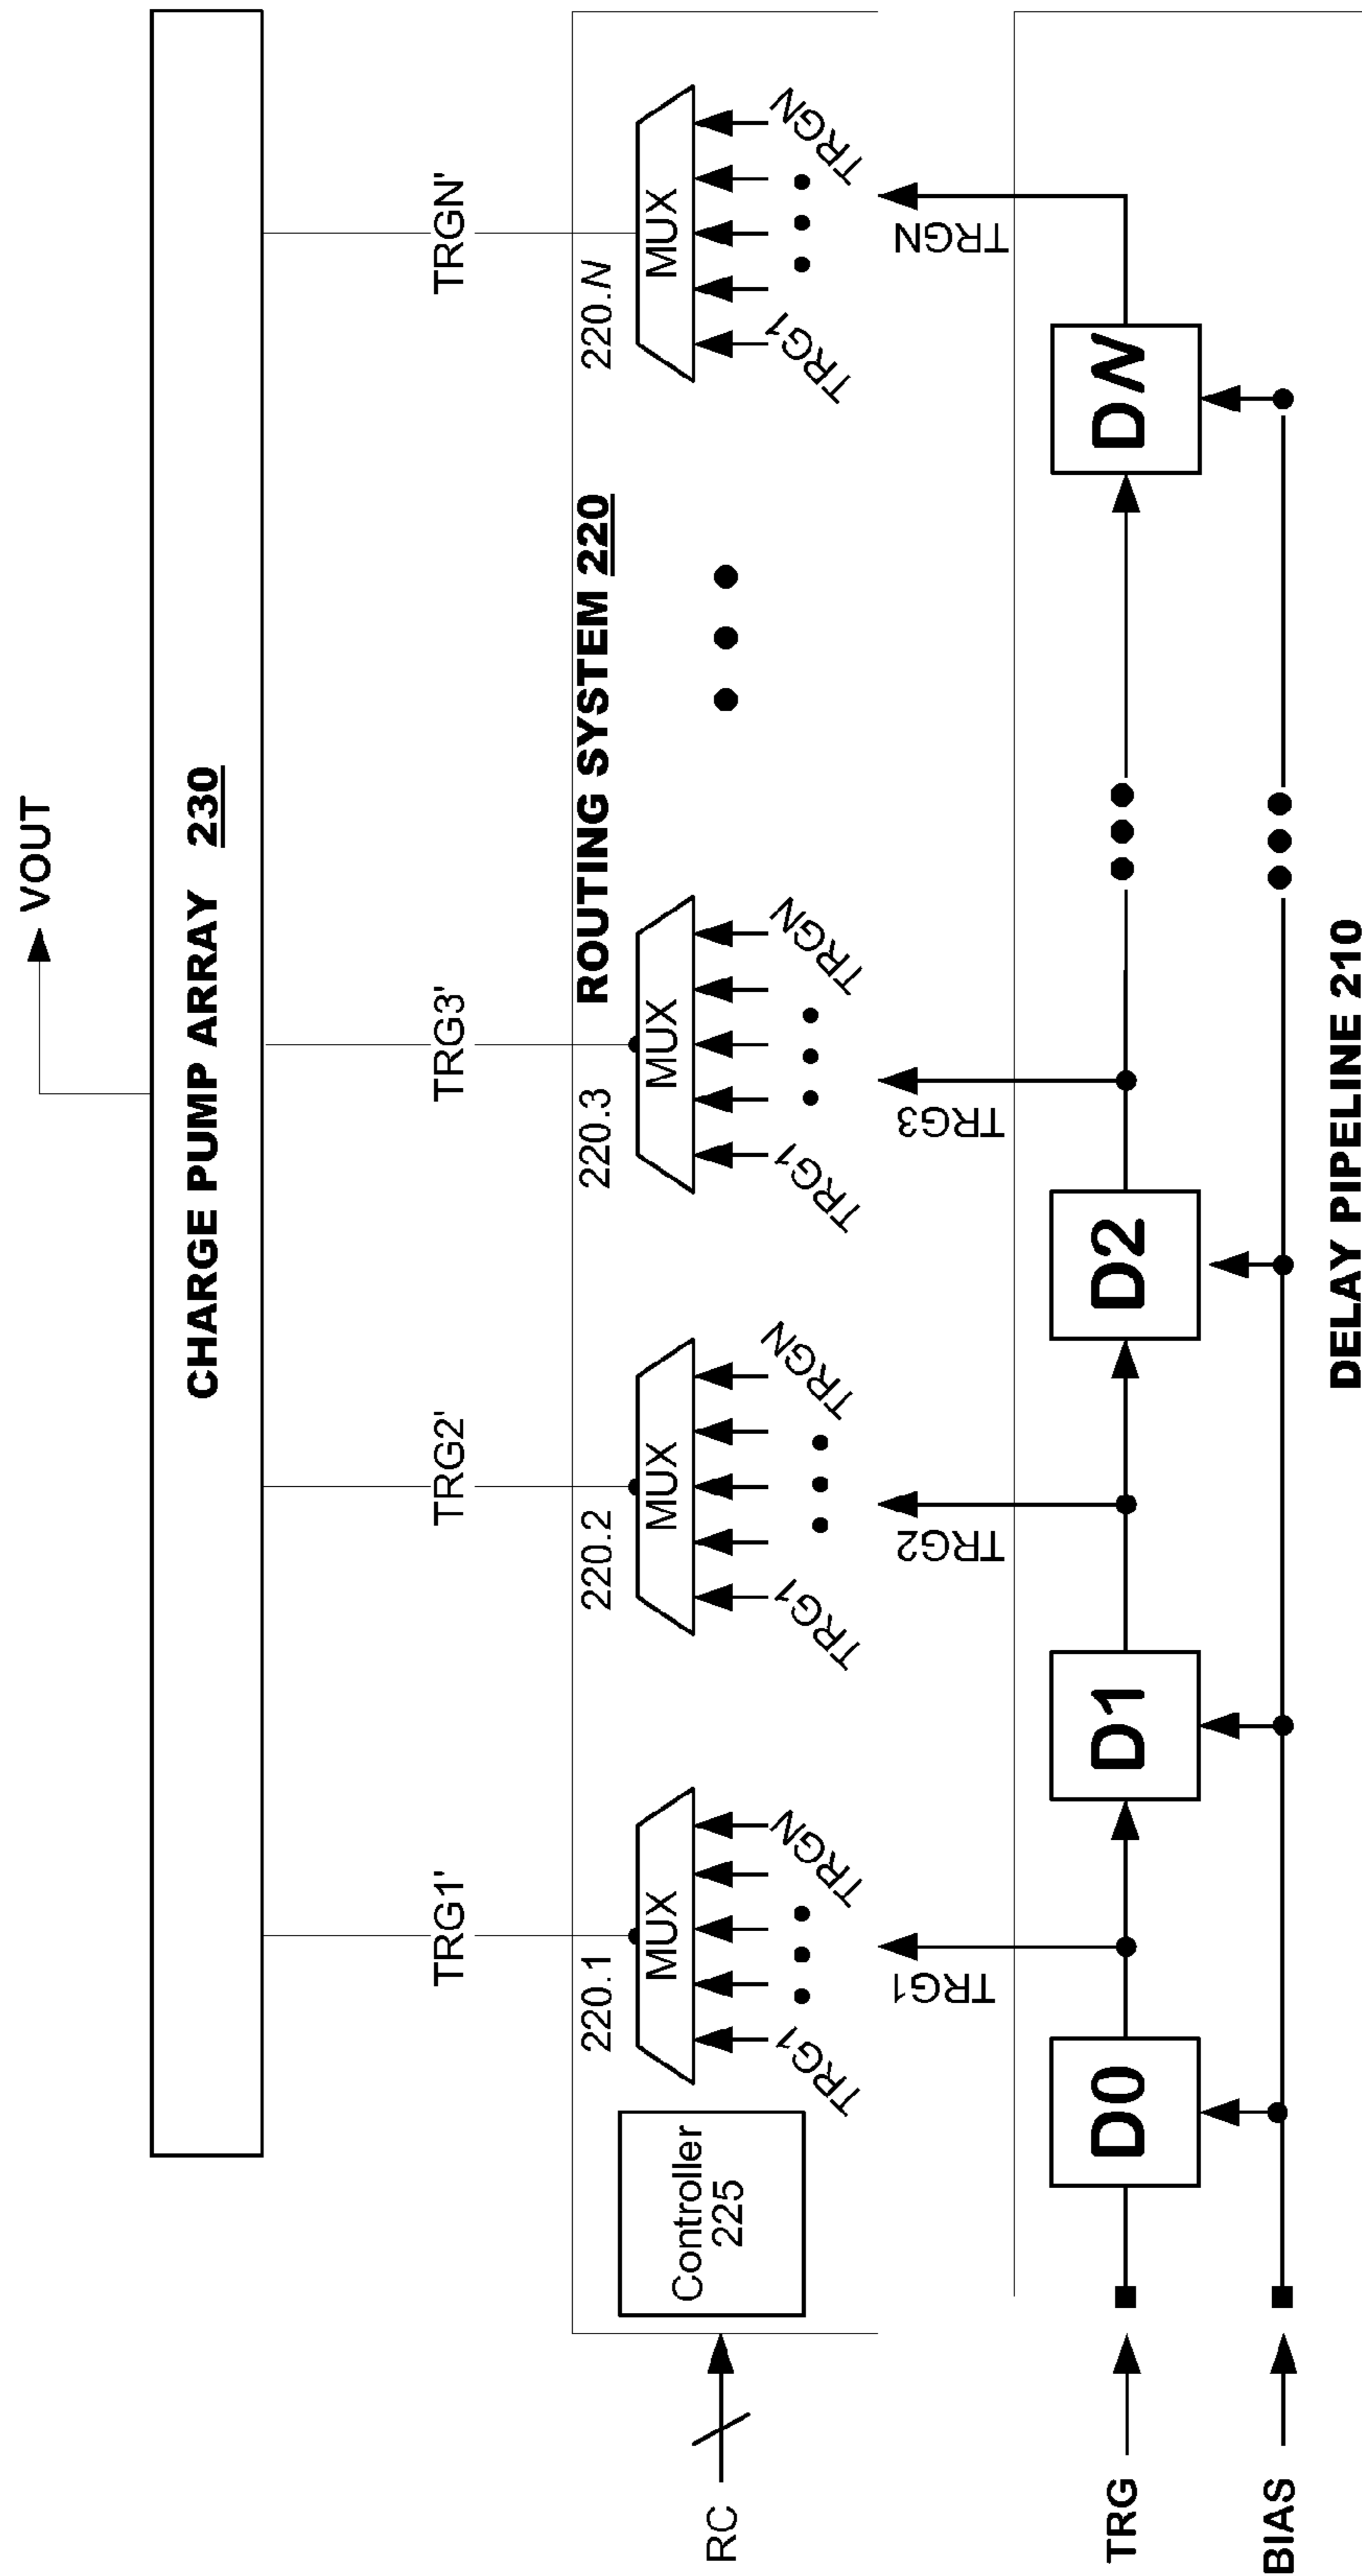 VOUT
CHARGE PUMP ARRAY 230
TRG1'
TRG2'
TRG3'
TRGN'
ROUTING SYSTEM 220
220.1
220.2
220.3
220.N
MUX
MUX
MUX
MUX
RC
Controller
225
TRG1
TRGN
TRG1
TRGN
TRG1
TRGN
TRG1
TRGN
TRG1
TRG2
TRG3
TRGN
TRG
D0
D1
D2
DN
BIAS
DELAY PIPELINE 210